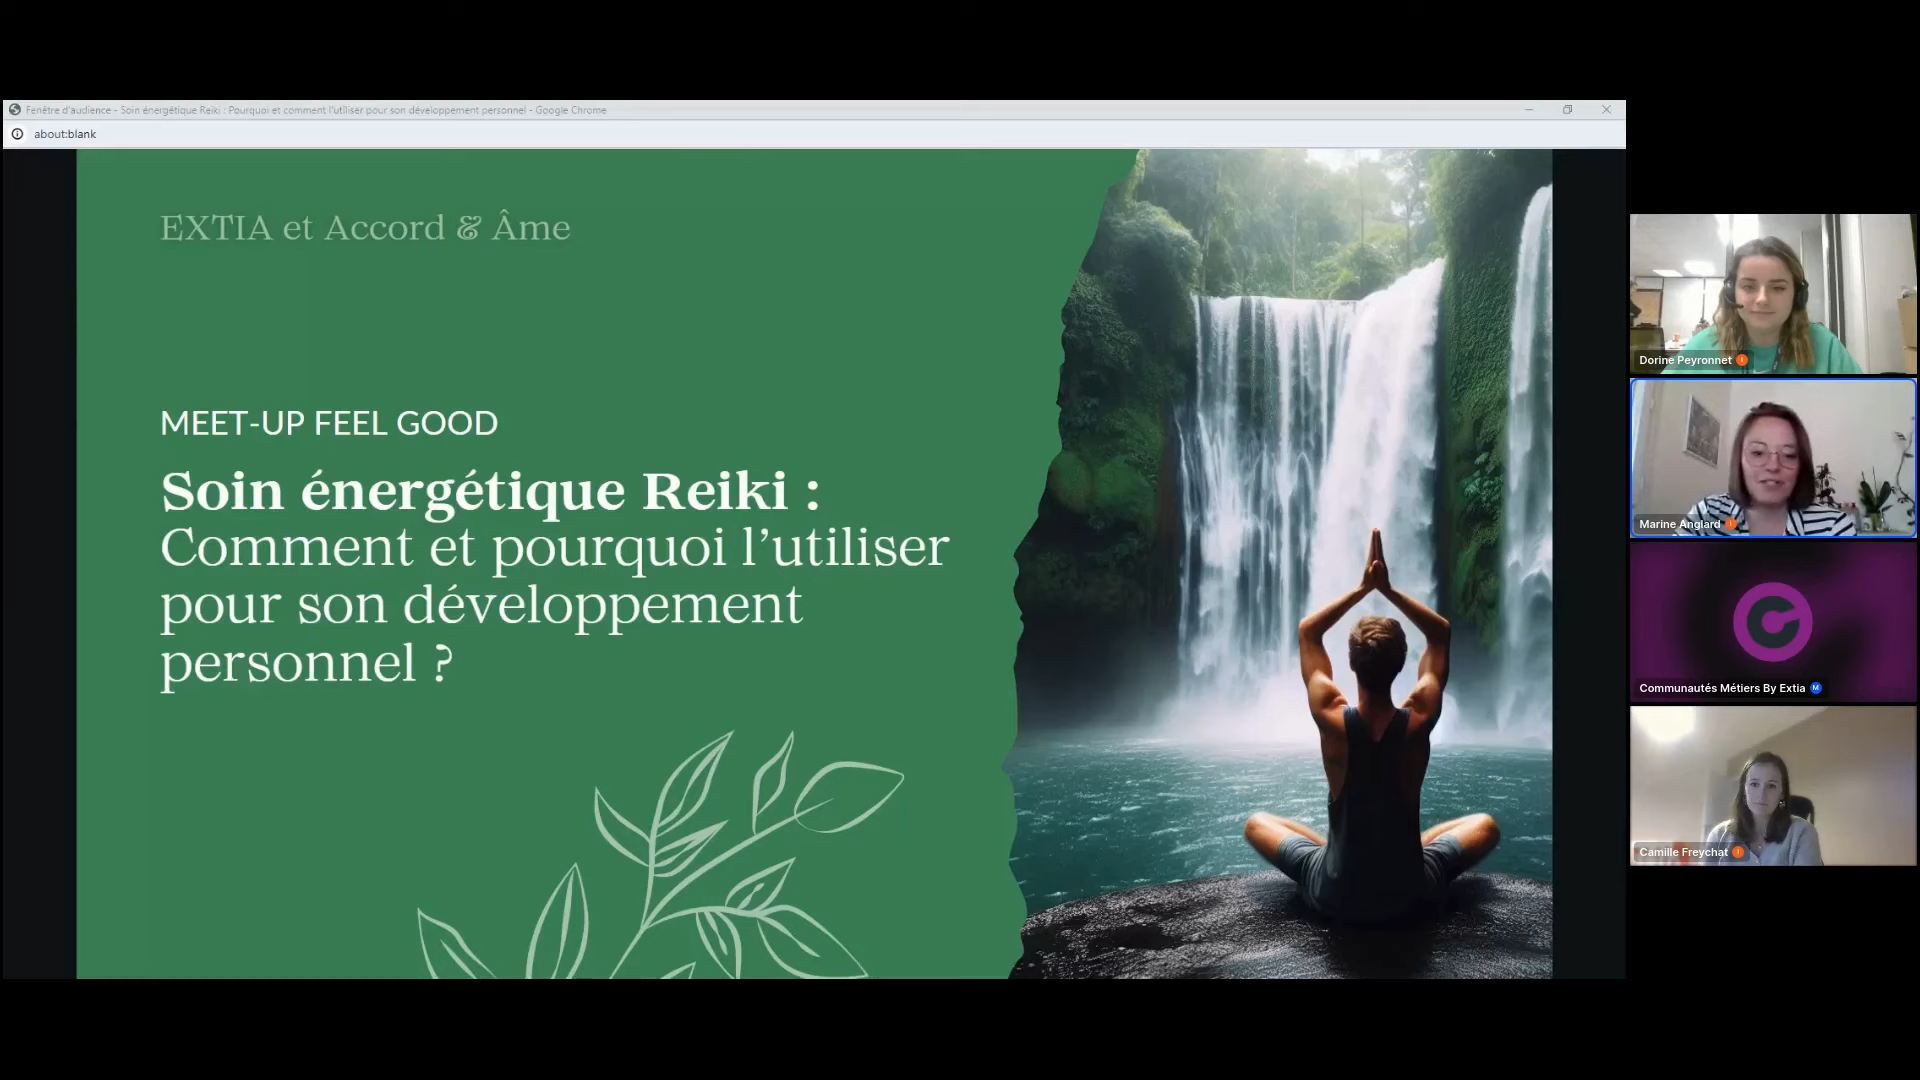 Fenêtre d'audience - Soin énergétique Reiki : Pourquoi et comment l'utiliser pour son développement personnel - Google Chrome
about:blank
EXTIA et Accord & Âme
MEET-UP FEEL GOOD
Soin énergétique Reiki :
Comment et pourquoi l’utiliser
pour son développement
personnel ?
Dorine Peyronnet I
Marine Anglard I
Communautés Métiers By Extia M
Camille Freychat I